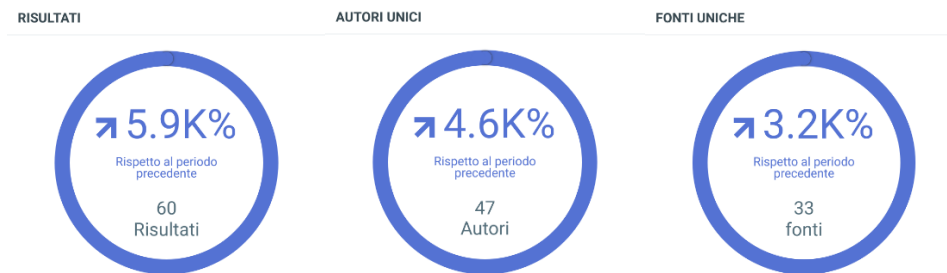 RISULTATI
AUTORI UNICI
FONTI UNICHE
5.9K%
Rispetto al periodo
precedente
60
Risultati
4.6K%
Rispetto al periodo
precedente
47
Autori
3.2K%
Rispetto al periodo
precedente
33
fonti